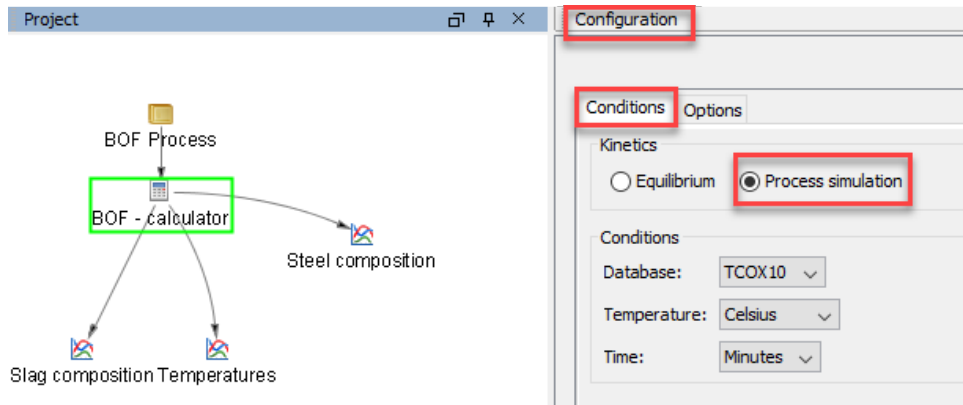 Project
BOF Process
BOF - calculator
Steel composition
Slag composition Temperatures
Configuration
Conditions Options
Kinetics
Equilibrium Process simulation
Conditions
Database: TCOX10
Temperature: Celsius
Time: Minutes